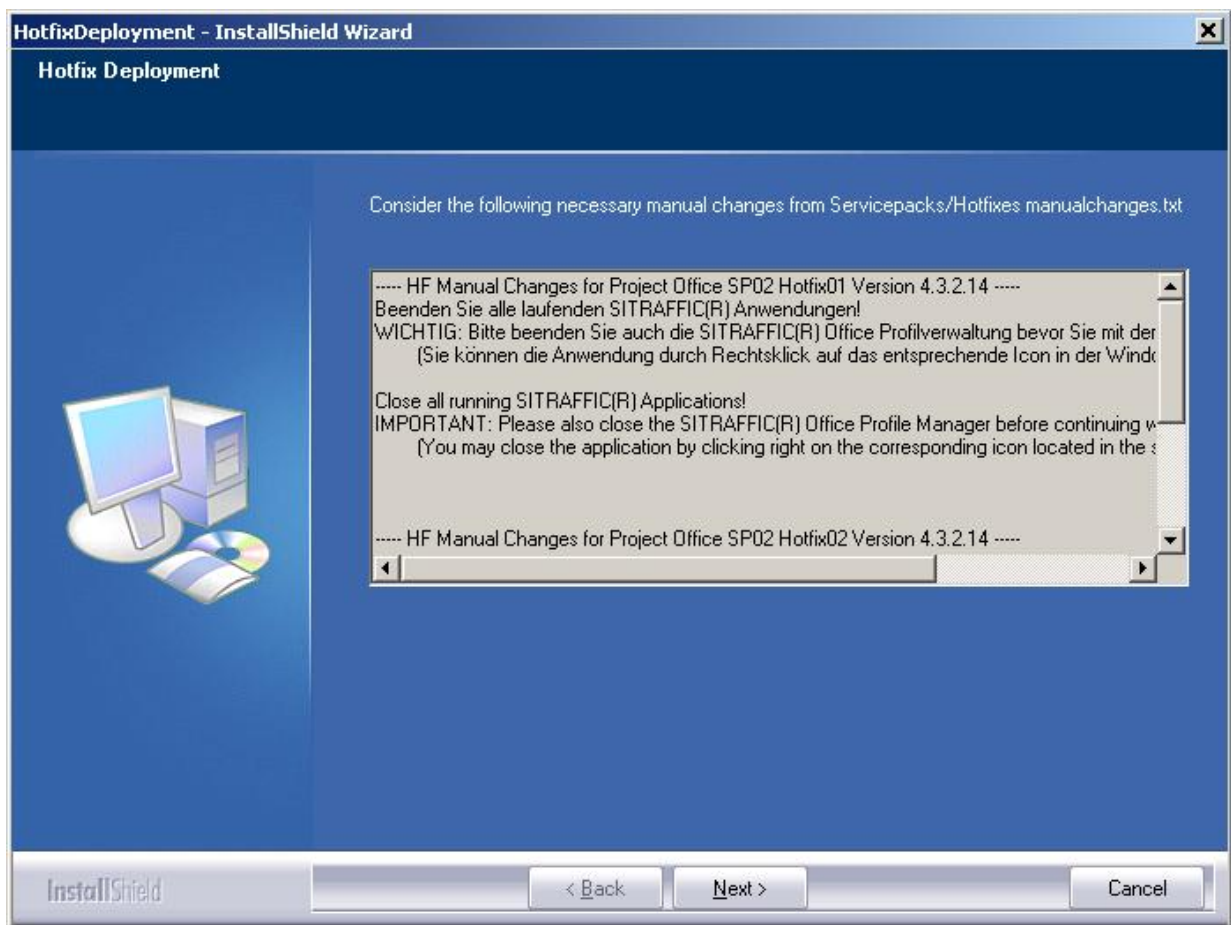 HotfixDeployment - InstallShield Wizard
Hotfix Deployment
Consider the following necessary manual changes from Servicepacks/Hotfixes manualchanges.txt
----- HF Manual Changes for Project Office SP02 Hotfix01 Version 4.3.2.14 -----
Beenden Sie alle laufenden SITRAFFIC(R) Anwendungen!
WICHTIG: Bitte beenden Sie auch die SITRAFFIC(R) Office Profilverwaltung bevor Sie mit der
(Sie können die Anwendung durch Rechtsklick auf das entsprechende Icon in der
Close all running SITRAFFIC(R) Applications!
IMPORTANT: Please also close the SITRAFFIC(R) Office Profile Manager before continuing
(You may close the application by clicking right on the corresponding icon located in the
----- HF Manual Changes for Project Office SP02 Hotfix02 Version 4.3.2.14 -----
InstallShield
< Back
Next >
Cancel